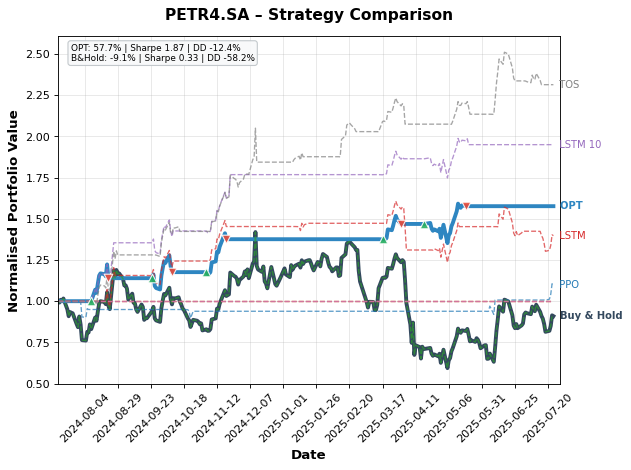 PETR4.SA – Strategy Comparison
OPT: 57.7% | Sharpe 1.87 | DD -12.4%
B&Hold: -9.1% | Sharpe 0.33 | DD -58.2%
Normalised Portfolio Value
2.50
2.25
2.00
1.75
1.50
1.25
1.00
0.75
0.50
TOS
LSTM 10
OPT
LSTM
PPO
Buy & Hold
2024-08-04
2024-08-29
2024-09-23
2024-10-18
2024-11-12
2024-12-07
2025-01-01
2025-01-26
2025-02-20
2025-03-17
2025-04-11
2025-05-06
2025-05-31
2025-06-25
2025-07-20
Date